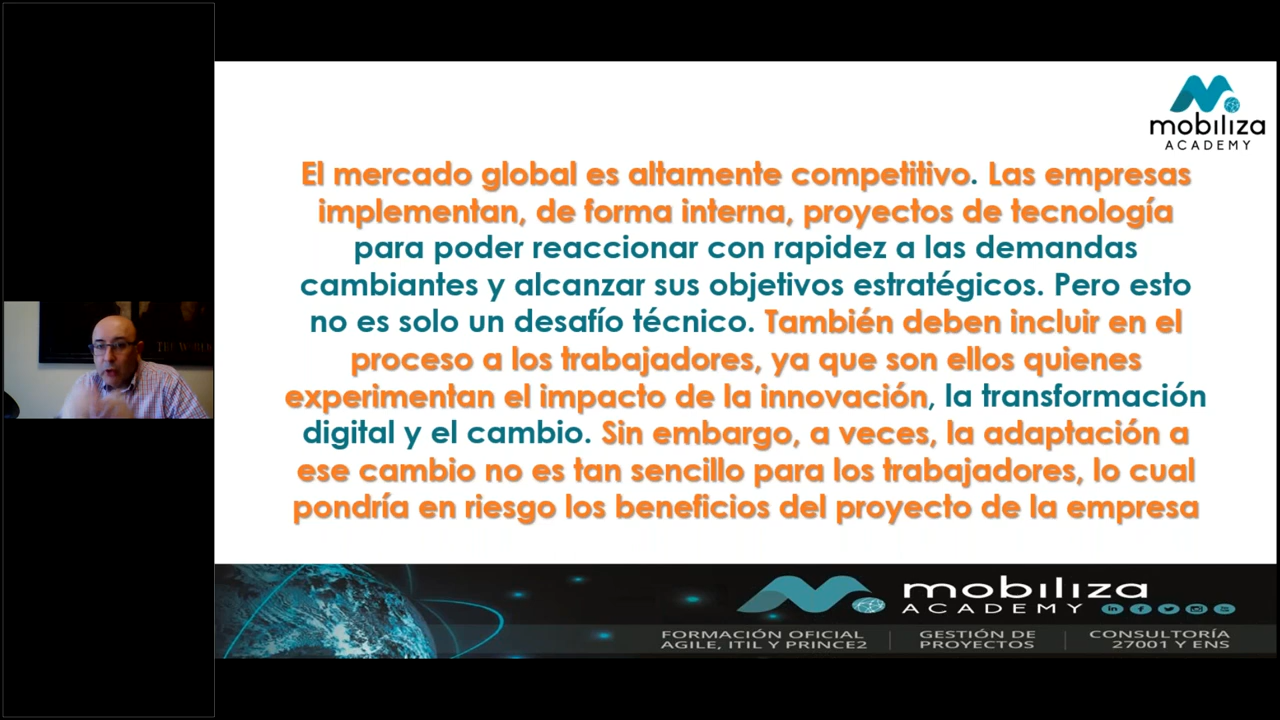 mobiliza
ACADEMY
El mercado global es altamente competitivo. Las empresas
implementan, de forma interna, proyectos de tecnología
para poder reaccionar con rapidez a las demandas
cambiantes y alcanzar sus objetivos estratégicos. Pero esto
no es solo un desafío técnico. También deben incluir en el
proceso a los trabajadores, ya que son ellos quienes
experimentan el impacto de la innovación, la transformación
digital y el cambio. Sin embargo, a veces, la adaptación a
ese cambio no es tan sencillo para los trabajadores, lo cual
pondría en riesgo los beneficios del proyecto de la empresa
mobiliza
ACADEMY
FORMACIÓN OFICIAL
AGILE, ITIL Y PRINCE2
GESTIÓN DE
PROYECTOS
CONSULTORÍA
27001 Y ENS